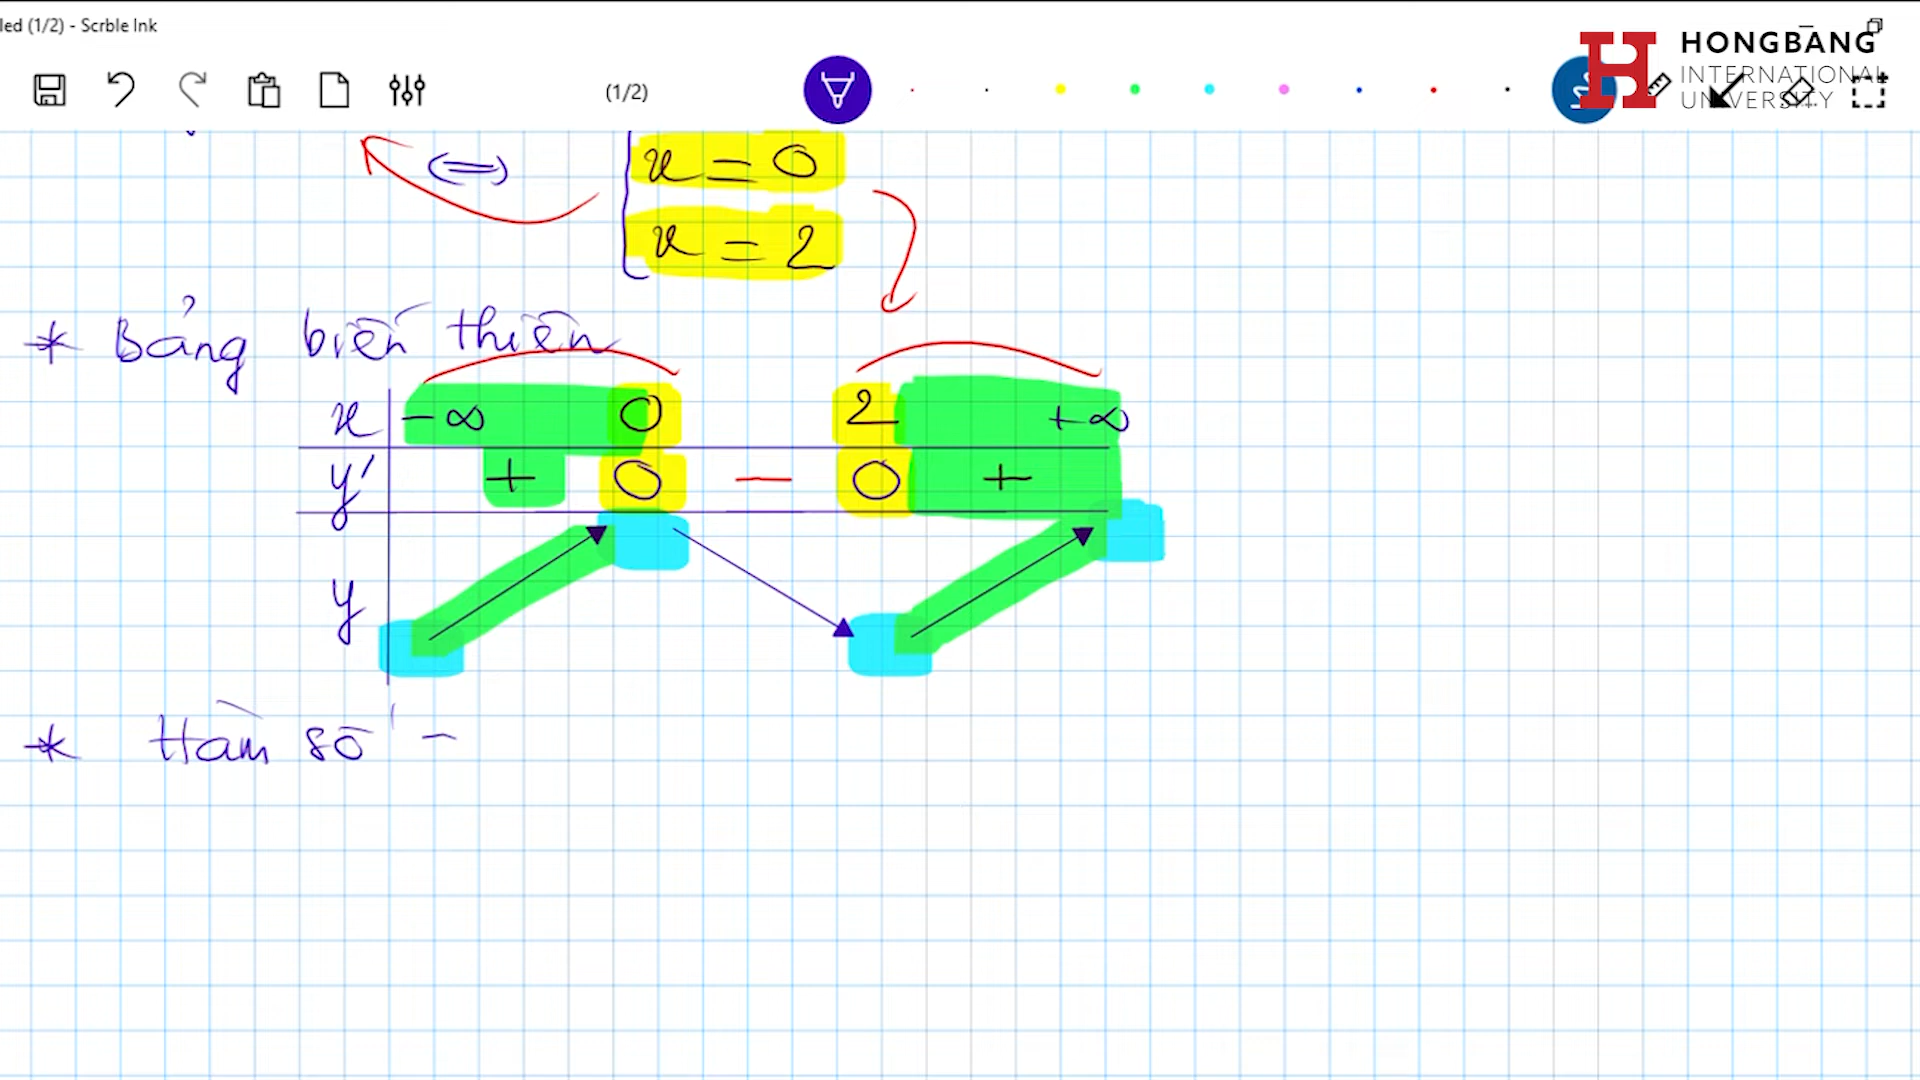 led (1/2) - Scrble Ink
HONGBANG
INTERNATIONAL
UNIVERSITY
(1/2)
(=)
x = 0
x = 2
* Bảng biến thiên
x -∞ 0 2 +∞
y' + 0 - 0 +
y
* Hàm số -